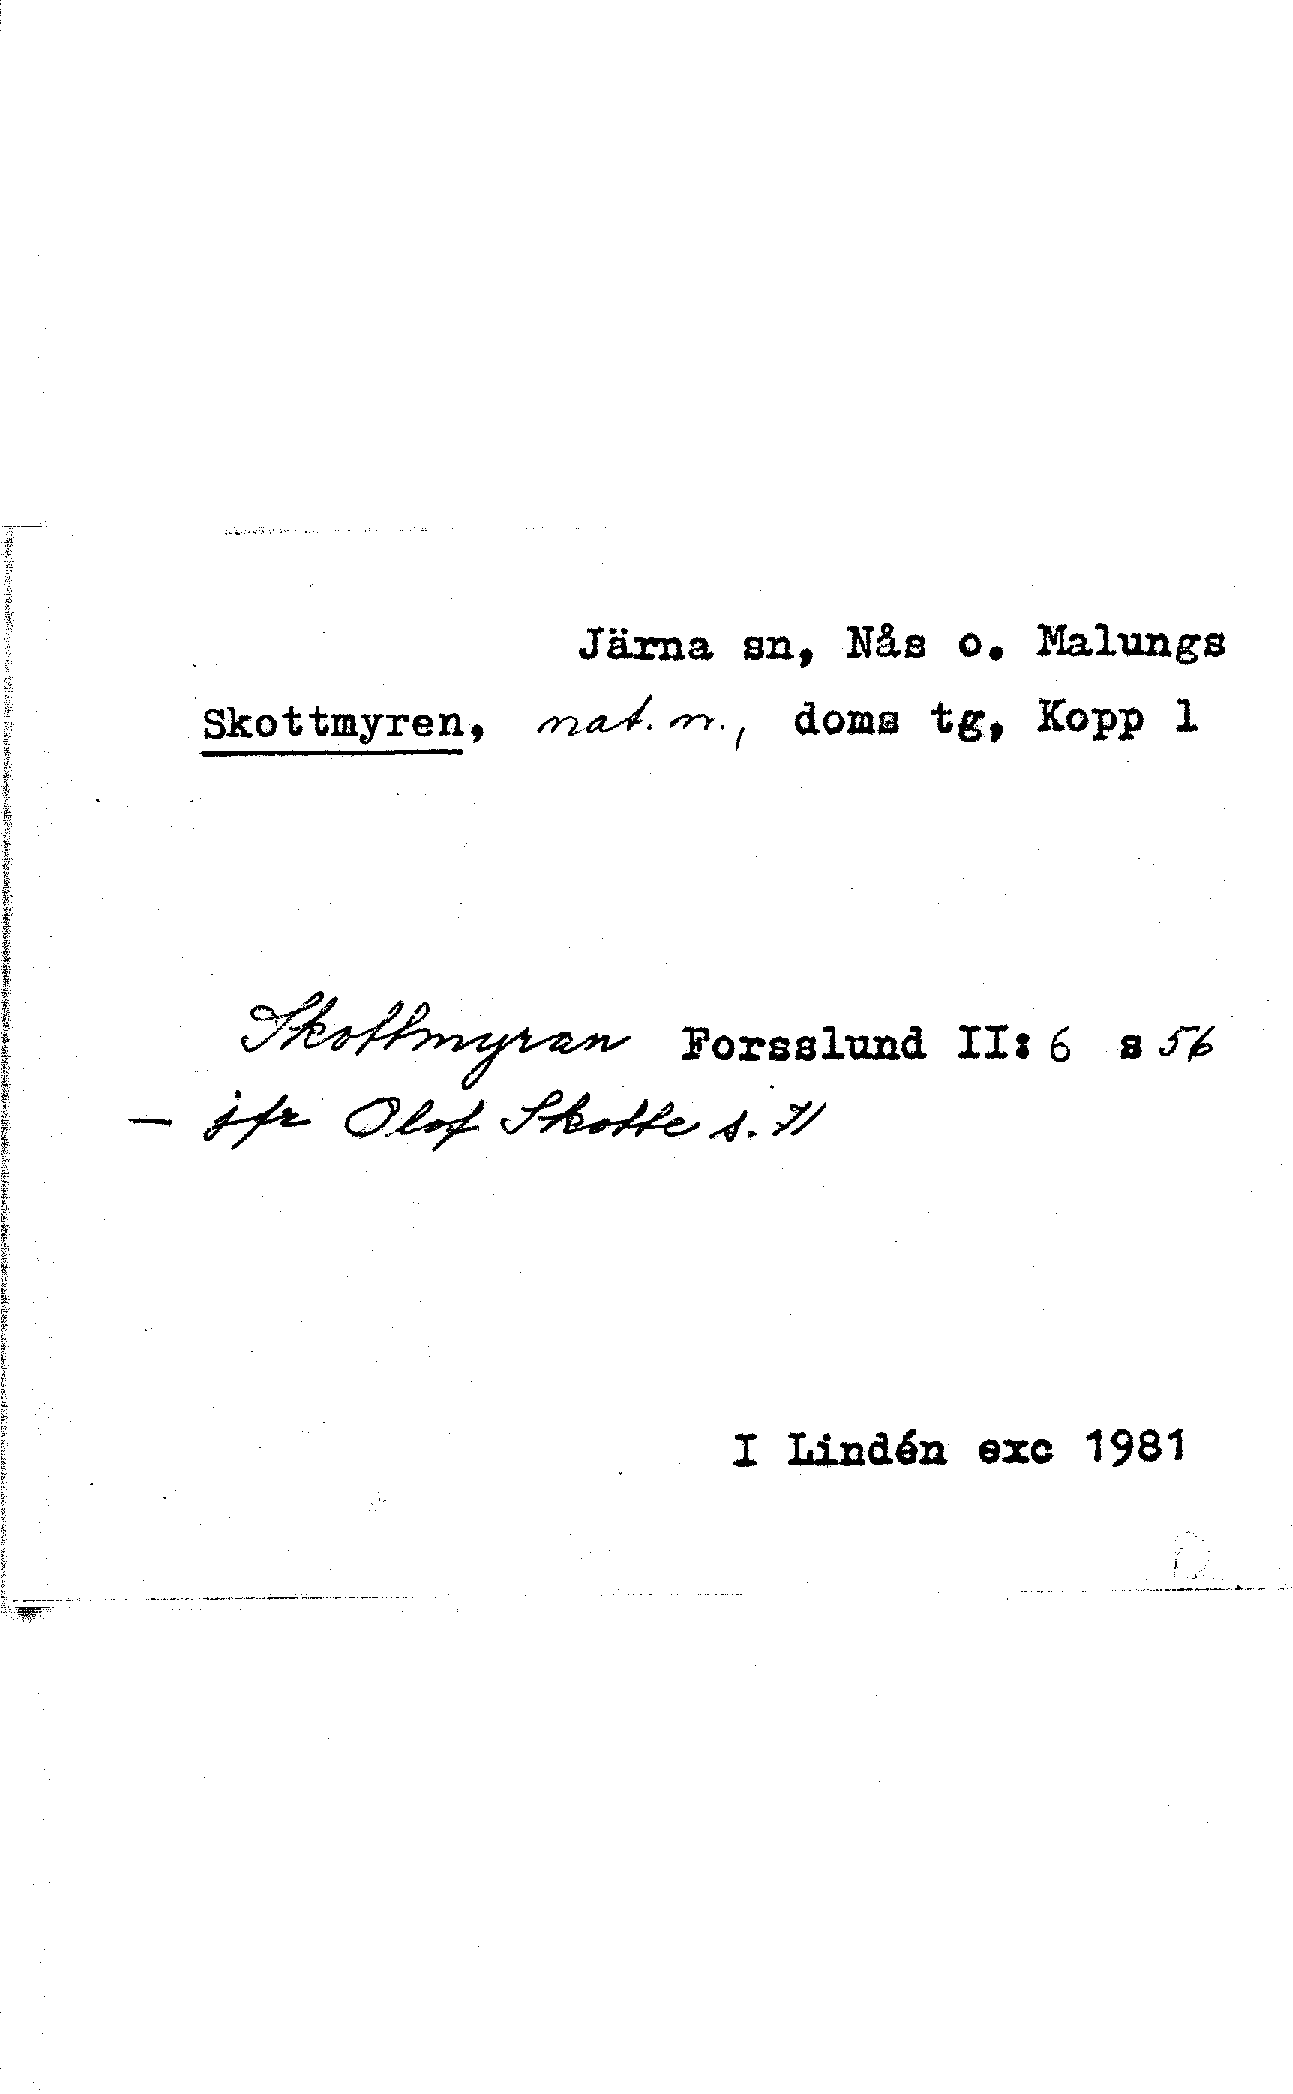 Järna sn, Nås o. Malungs
Skottmyren, nat. n., doms tg, Kopp l
Skottmyran Forsslund II: 6 s 56
— jfr Olof Skotte s. 71
I Lindén exc 1981